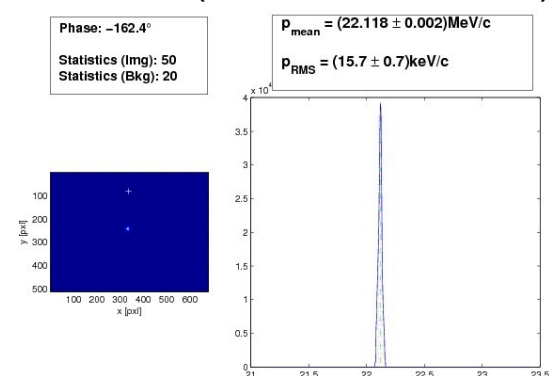 Phase: −162.4°
Statistics (Img): 50
Statistics (Bkg): 20
p_mean = (22.118 ± 0.002)MeV/c
p_RMS = (15.7 ± 0.7)keV/c
x 10^4
4
3.5
3
2.5
2
1.5
1
0.5
0
21 21.5 22 22.5 23 23.5
100
200
300
400
500
y [pxl]
100 200 300 400 500 600
x [pxl]